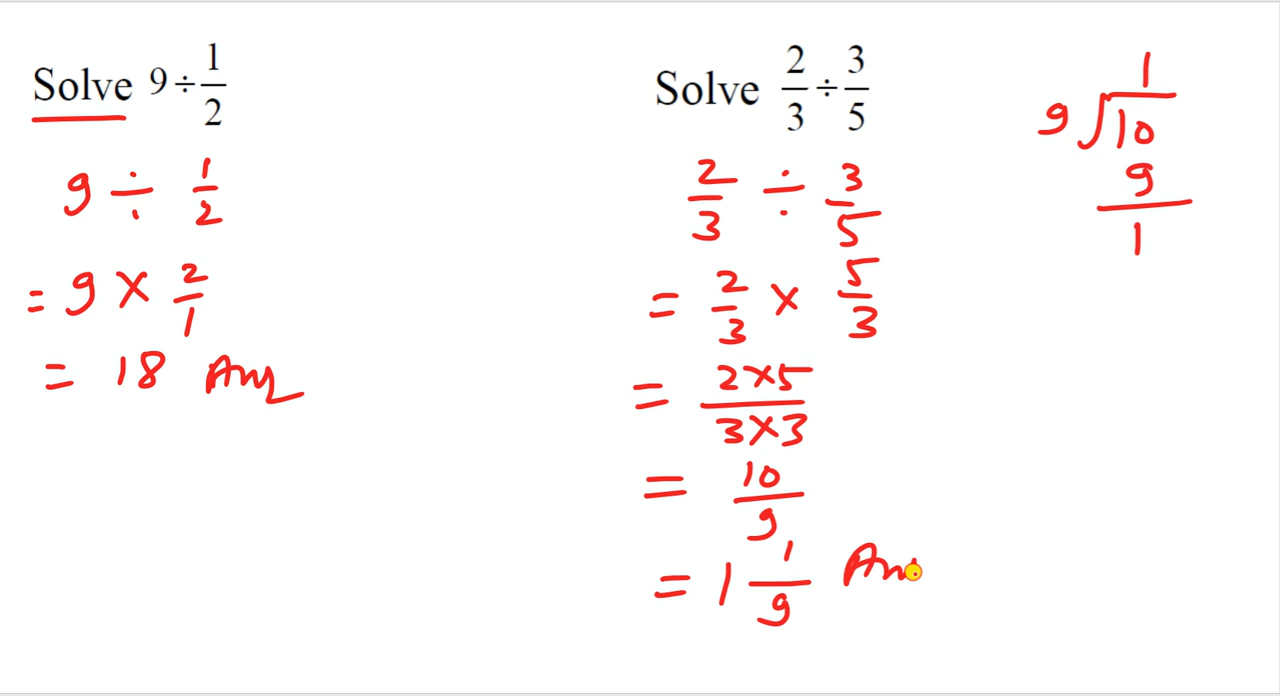 Solve 9 ÷ 1/2
9 ÷ 1/2
= 9 × 2/1
= 18 Ans
Solve 2/3 ÷ 3/5
2/3 ÷ 3/5
= 2/3 × 5/3
= 2×5/3×3
= 10/9
= 1 1/9 Ans
1
9√10
9
1